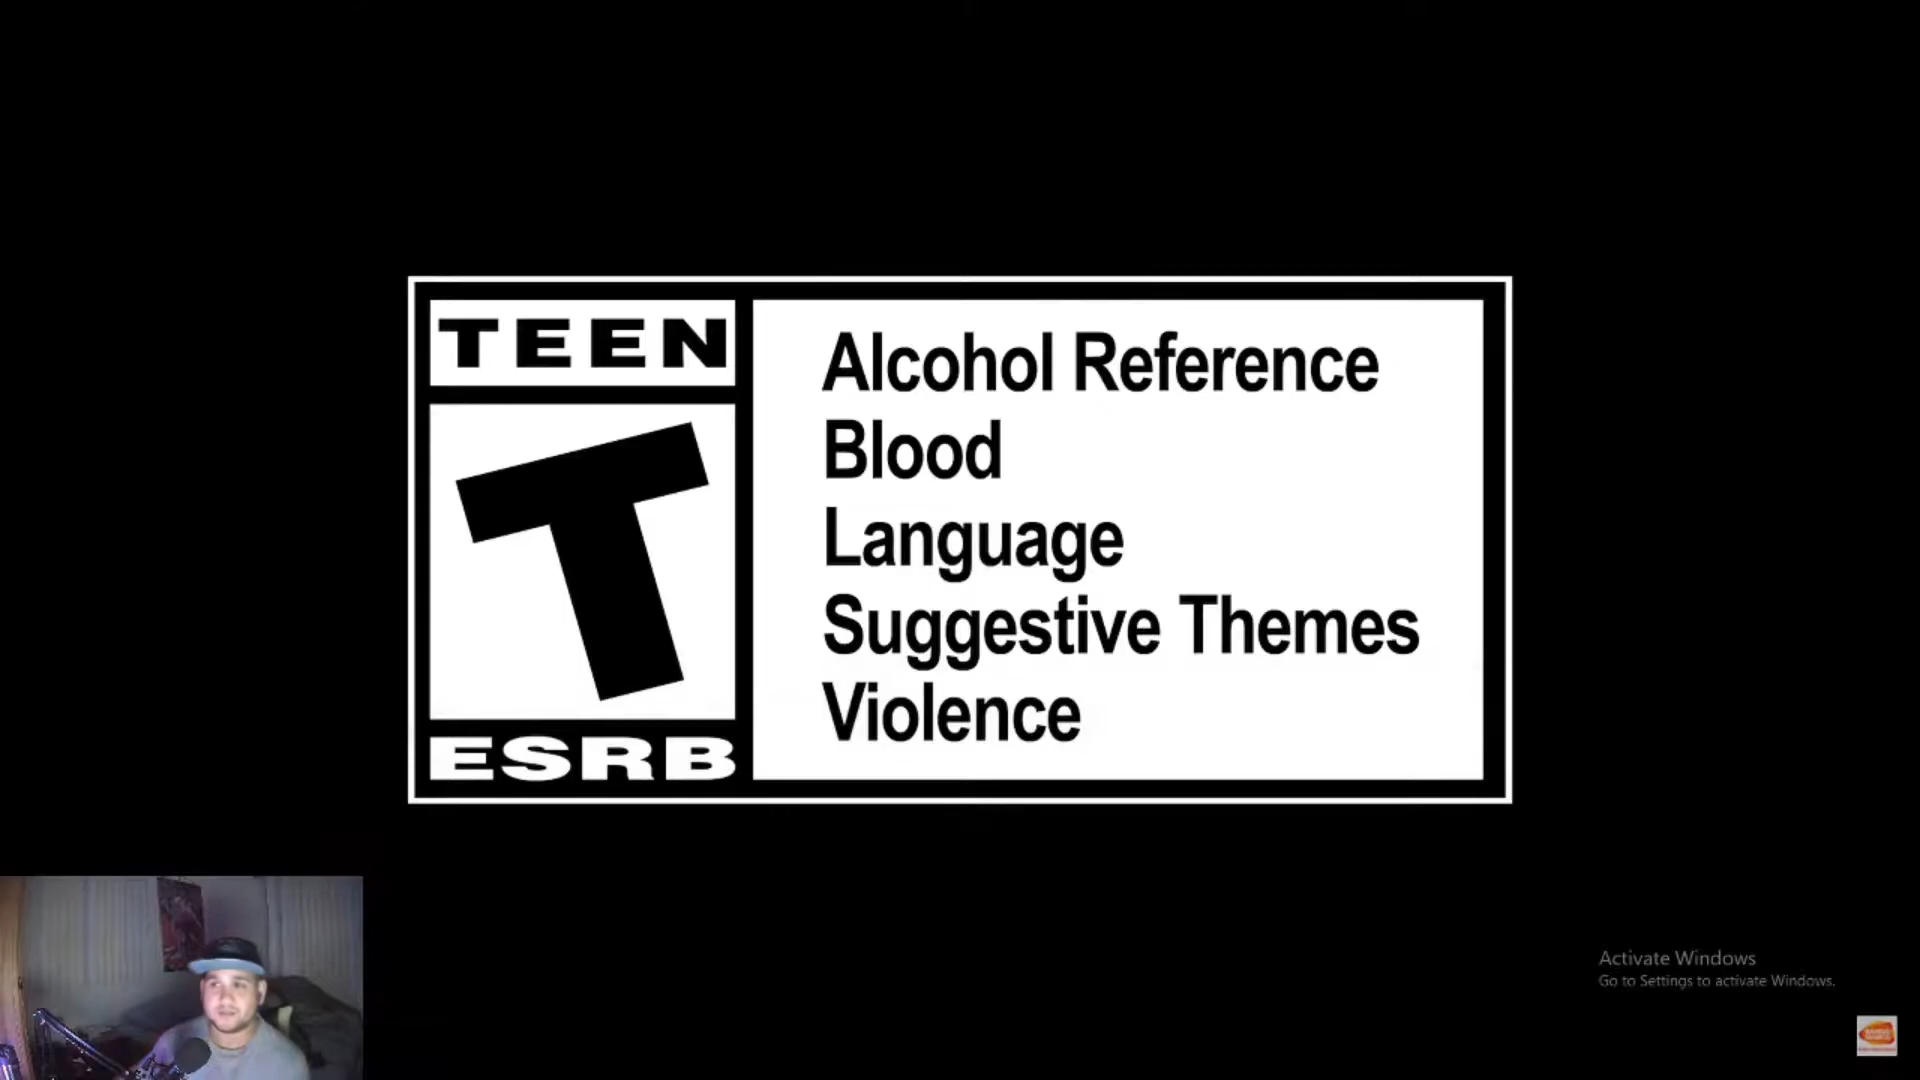 TEEN
T
ESRB
Alcohol Reference
Blood
Language
Suggestive Themes
Violence
Activate Windows
Go to Settings to activate Windows.